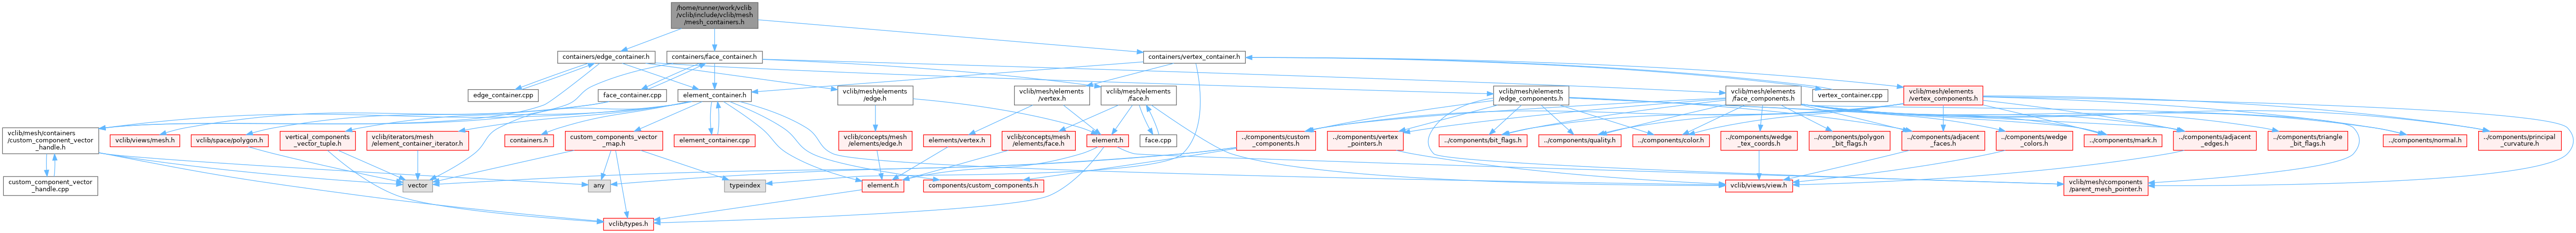 /home/runner/work/vclib
/vclib/include/vclib/mesh
/mesh_containers.h
containers/edge_container.h
containers/face_container.h
containers/vertex_container.h
edge_container.cpp
face_container.cpp
element_container.h
vclib/mesh/elements
/edge.h
vclib/mesh/elements
/vertex.h
vclib/mesh/elements
/face.h
vclib/mesh/elements
/edge_components.h
vclib/mesh/elements
/face_components.h
vertex_container.cpp
vclib/mesh/elements
/vertex_components.h
vclib/mesh/containers
/custom_component_vector
_handle.h
vclib/views/mesh.h
vclib/space/polygon.h
vertical_components
_vector_tuple.h
vclib/iterators/mesh
/element_container_iterator.h
containers.h
custom_components_vector
_map.h
element_container.cpp
vclib/concepts/mesh
/elements/edge.h
elements/vertex.h
vclib/concepts/mesh
/elements/face.h
element.h
face.cpp
../components/custom
_components.h
../components/vertex
_pointers.h
../components/bit_flags.h
../components/quality.h
../components/color.h
../components/wedge
_tex_coords.h
../components/polygon
_bit_flags.h
../components/adjacent
_faces.h
../components/wedge
_colors.h
../components/mark.h
../components/adjacent
_edges.h
../components/triangle
_bit_flags.h
../components/normal.h
../components/principal
_curvature.h
custom_component_vector
_handle.cpp
vector
any
typeindex
element.h
components/custom_components.h
vclib/views/view.h
vclib/mesh/components
/parent_mesh_pointer.h
vclib/types.h